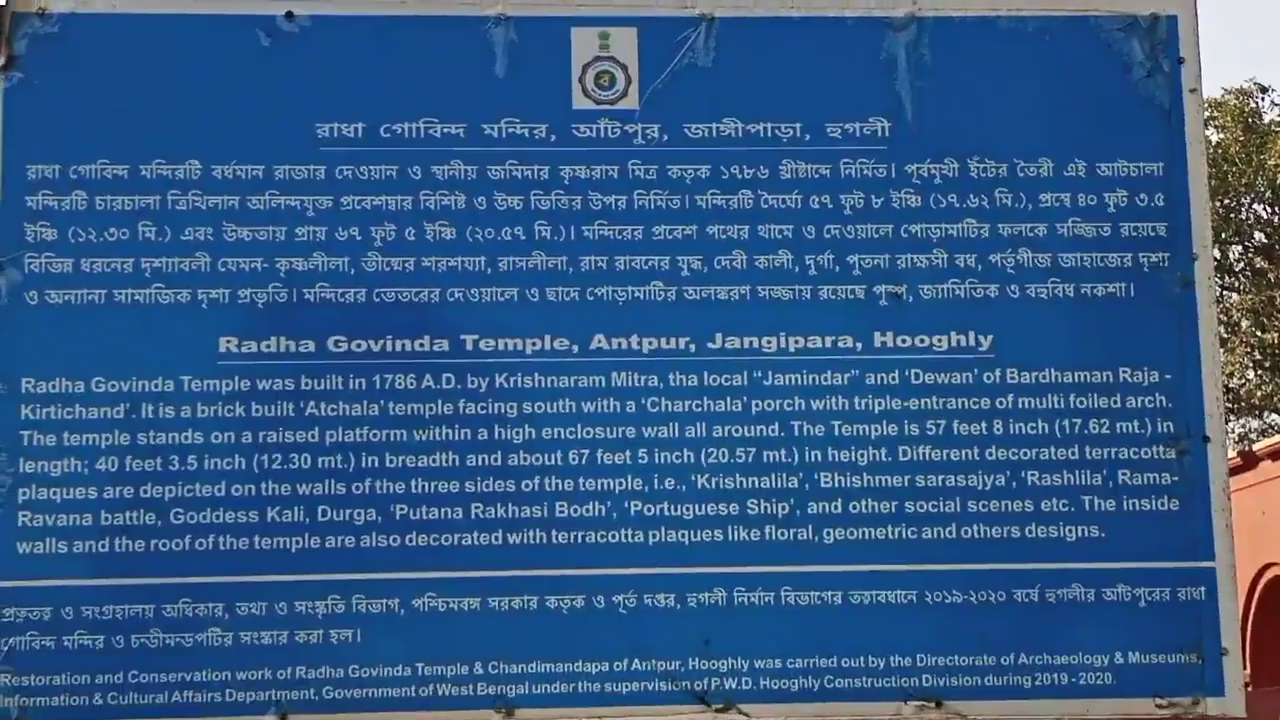 রাধা গোবিন্দ মন্দির, আঁটপুর, জাঙ্গীপাড়া, হুগলী
রাধা গোবিন্দ মন্দিরটি বর্ধমান রাজার দেওয়ান ও স্থানীয় জমিদার কৃষ্ণরাম মিত্র কতৃক ১৭৮৬ খ্রীষ্টাব্দে নির্মিত। পূর্বমুখী ইঁটের তৈরী এই আটচালা
মন্দিরটি চারচালা ত্রিখিলান অলিন্দযুক্ত প্রবেশদ্বার বিশিষ্ট ও উচ্চ ভিত্তির উপর নির্মিত। মন্দিরটি দৈর্ঘ্যে ৫৭ ফুট ৮ ইঞ্চি (১৭.৬২ মি.), প্রস্থে ৪০ ফুট ৩.৫
ইঞ্চি (১২.৩০ মি.) এবং উচ্চতায় প্রায় ৬৭ ফুট ৫ ইঞ্চি (২০.৫৭ মি.)। মন্দিরের প্রবেশ পথের থামে ও দেওয়ালে পোড়ামাটির ফলকে সজ্জিত রয়েছে
বিভিন্ন ধরনের দৃশ্যাবলী যেমন- কৃষ্ণলীলা, ভীষ্মের শরশয্যা, রাসলীলা, রাম রাবনের যুদ্ধ, দেবী কালী, দুর্গা, পুতনা রাক্ষসী বধ, পর্তুগীজ জাহাজের দৃশ্য
ও অন্যান্য সামাজিক দৃশ্য প্রভৃতি। মন্দিরের ভেতরের দেওয়ালে ও ছাদে পোড়ামাটির অলঙ্করণ সজ্জায় রয়েছে পুষ্প, জ্যামিতিক ও বহুবিধ নকশা।
Radha Govinda Temple, Antpur, Jangipara, Hooghly
Radha Govinda Temple was built in 1786 A.D. by Krishnaram Mitra, tha local “Jamindar” and ‘Dewan’ of Bardhaman Raja -
Kirtichand’. It is a brick built ‘Atchala’ temple facing south with a ‘Charchala’ porch with triple-entrance of multi foiled arch.
The temple stands on a raised platform within a high enclosure wall all around. The Temple is 57 feet 8 inch (17.62 mt.) in
length; 40 feet 3.5 inch (12.30 mt.) in breadth and about 67 feet 5 inch (20.57 mt.) in height. Different decorated terracotta
plaques are depicted on the walls of the three sides of the temple, i.e., ‘Krishnalila’, ‘Bhishmer sarasajya’, ‘Rashlila’, Rama-
Ravana battle, Goddess Kali, Durga, ‘Putana Rakhasi Bodh’, ‘Portuguese Ship’, and other social scenes etc. The inside
walls and the roof of the temple are also decorated with terracotta plaques like floral, geometric and others designs.
প্রত্নতত্ব ও সংগ্রহালয় অধিকার, তথ্য ও সংস্কৃতি বিভাগ, পশ্চিমবঙ্গ সরকার কতৃক ও পূর্ত দপ্তর, হুগলী নির্মান বিভাগের তত্বাবধানে ২০১৯-২০২০ বর্ষে হুগলীর আঁটপুরের রাধা
গোবিন্দ মন্দির ও চন্ডীমন্ডপটির সংস্কার করা হল।
Restoration and Conservation work of Radha Govinda Temple & Chandimandapa of Antpur, Hooghly was carried out by the Directorate of Archaeology & Museums,
Information & Cultural Affairs Department, Government of West Bengal under the supervision of P.W.D. Hooghly Construction Division during 2019 - 2020.